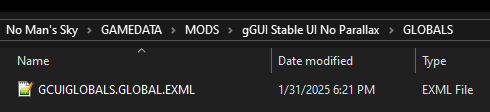 No Man's Sky > GAMEDATA > MODS > gGUI Stable UI No Parallax > GLOBALS
Name Date modified Type
GCUIGLOBALS.GLOBAL.EXML 1/31/2025 6:21 PM EXML File